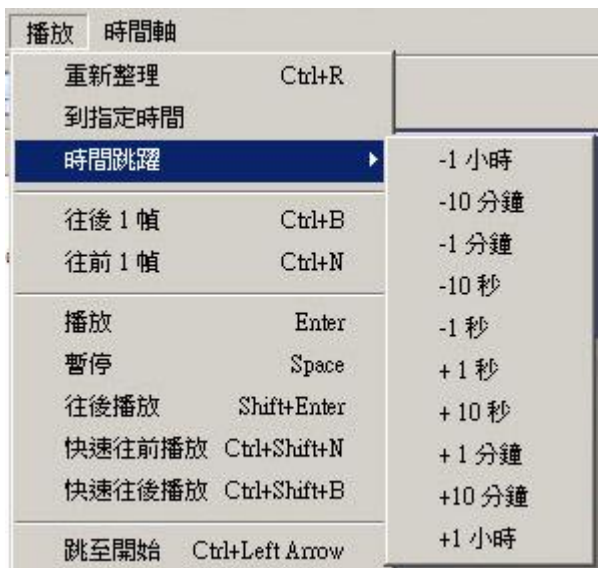 播放 時間軸
重新整理 Ctrl+R
到指定時間
時間跳躍
往後 1 幀 Ctrl+B
往前 1 幀 Ctrl+N
播放 Enter
暫停 Space
往後播放 Shift+Enter
快速往前播放 Ctrl+Shift+N
快速往後播放 Ctrl+Shift+B
跳至開始 Ctrl+Left Arrow
-1 小時
-10 分鐘
-1 分鐘
-10 秒
-1 秒
+ 1 秒
+ 10 秒
+ 1 分鐘
+10 分鐘
+1 小時